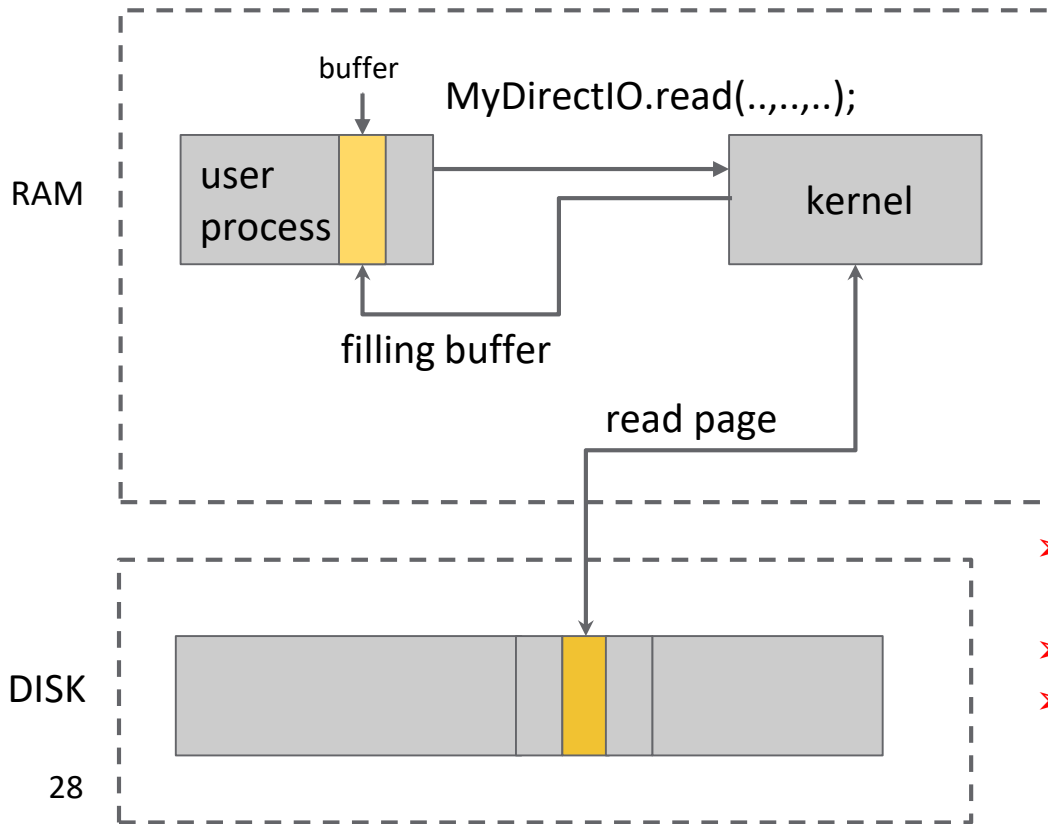 buffer
MyDirectIO.read(..,..,..);
RAM
user
process
kernel
filling buffer
read page
DISK
28